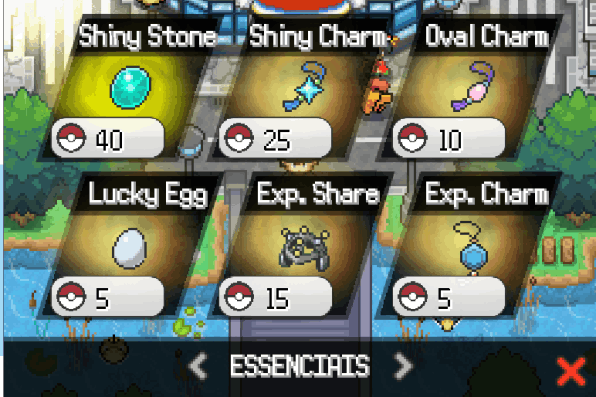 Shiny Stone Shiny Charm Oval Charm
40 25 10
Lucky Egg Exp. Share Exp. Charm
5 15 5
ESSENCIAIS